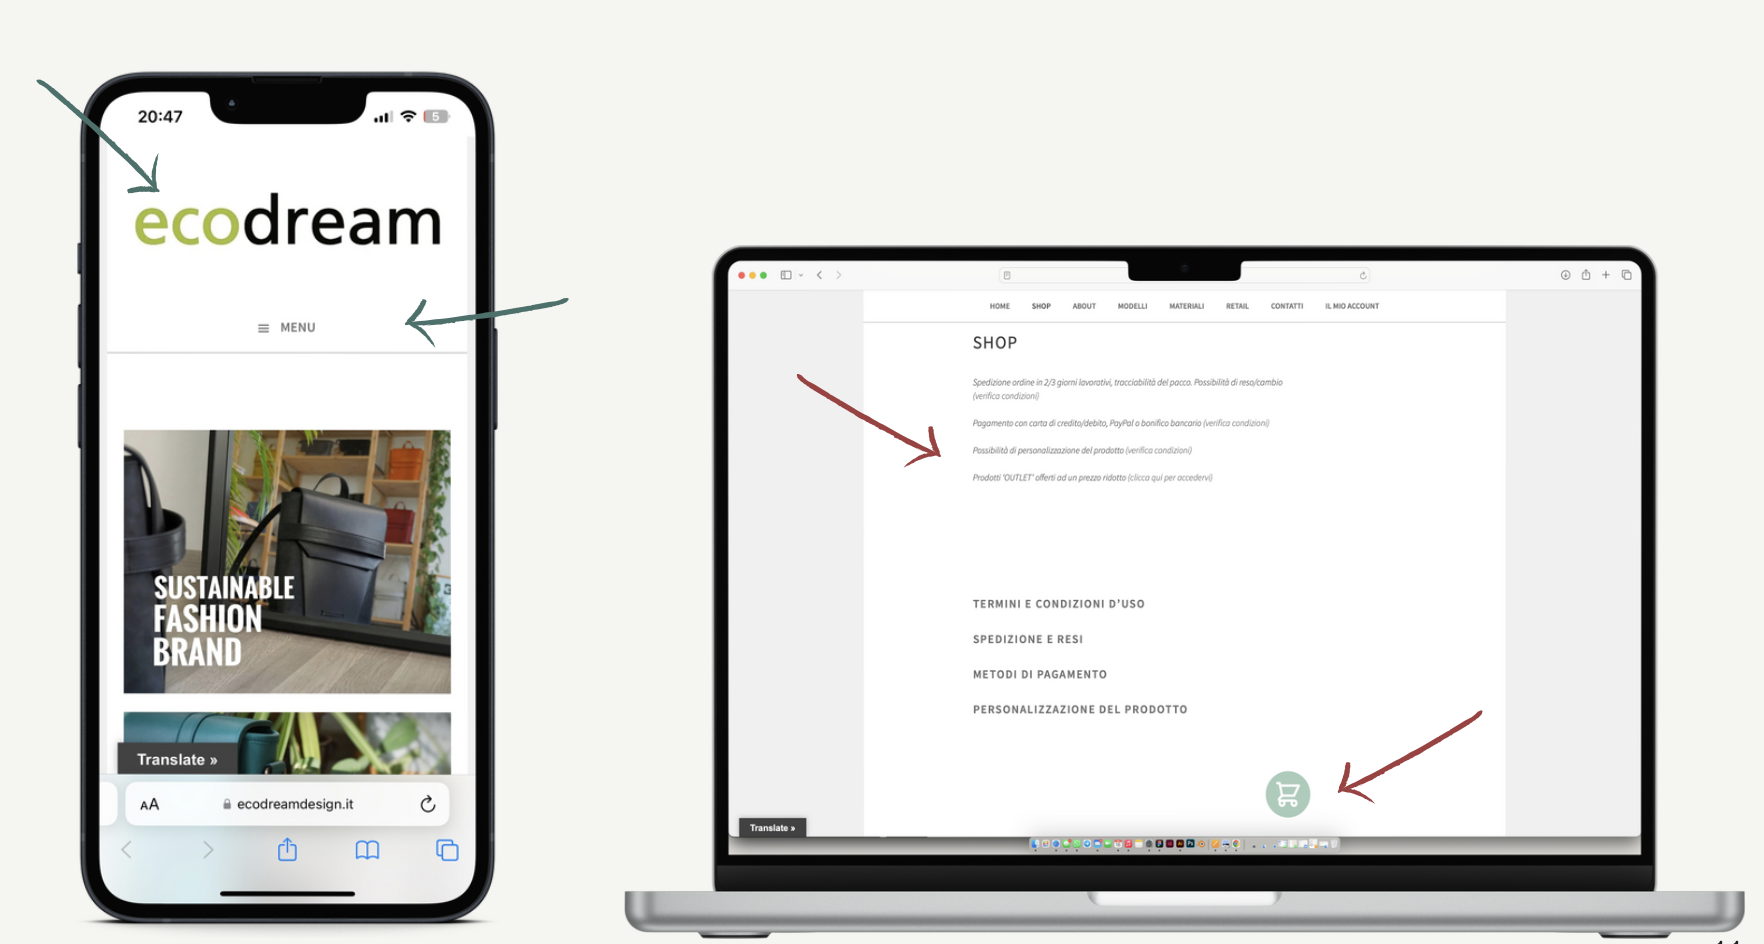 20:47
5
ecodream
MENU
SUSTAINABLE
FASHION
BRAND
Translate »
AA
ecodreamdesign.it
HOME SHOP ABOUT MODELLI MATERIALI RETAIL CONTATTI IL MIO ACCOUNT
SHOP
Spedizione ordine in 2/3 giorni lavorativi, tracciabilità del pacco. Possibilità di reso/cambio
(verifica condizioni)
Pagamento con carta di credito/debito, PayPal o bonifico bancario (verifica condizioni)
Possibilità di personalizzazione del prodotto (verifica condizioni)
Prodotti 'OUTLET' offerti ad un prezzo ridotto (clicca qui per accedervi)
TERMINI E CONDIZIONI D'USO
SPEDIZIONE E RESI
METODI DI PAGAMENTO
PERSONALIZZAZIONE DEL PRODOTTO
Translate »